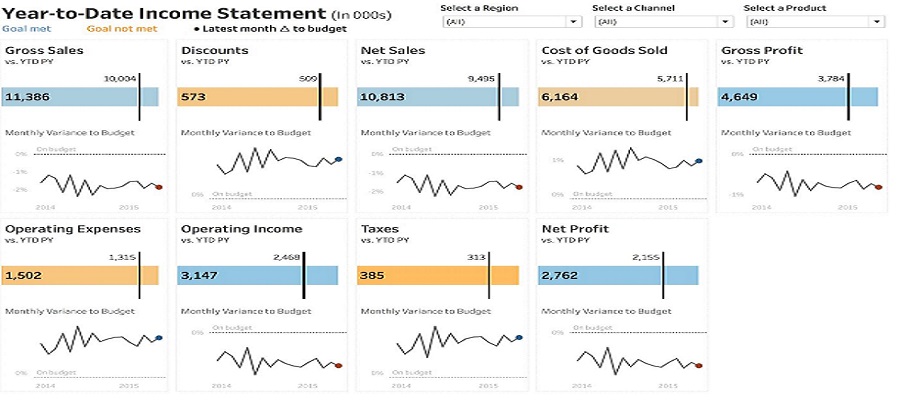 Year-to-Date Income Statement (In 000s)
Goal met Goal not met • Latest month Δ to budget
Select a Region
(All)
Select a Channel
(All)
Select a Product
(All)
Gross Sales
vs. YTD PY
10,004
11,386
Monthly Variance to Budget
On budget
0%
-1%
-2%
2014 2015
Discounts
vs. YTD PY
509
573
Monthly Variance to Budget
0%
On budget
2014 2015
Net Sales
vs. YTD PY
9,495
10,813
Monthly Variance to Budget
On budget
0%
-1%
-2%
2014 2015
Cost of Goods Sold
vs. YTD PY
5,711
6,164
Monthly Variance to Budget
1%
0%
On budget
2014 2015
Gross Profit
vs. YTD PY
3,784
4,649
Monthly Variance to Budget
On budget
0%
-1%
2014 2015
Operating Expenses
vs. YTD PY
1,315
1,502
Monthly Variance to Budget
0%
On budget
2014 2015
Operating Income
vs. YTD PY
2,468
3,147
Monthly Variance to Budget
On budget
0%
2014 2015
Taxes
vs. YTD PY
313
385
Monthly Variance to Budget
0%
On budget
2014 2015
Net Profit
vs. YTD PY
2,155
2,762
Monthly Variance to Budget
On budget
0%
2014 2015